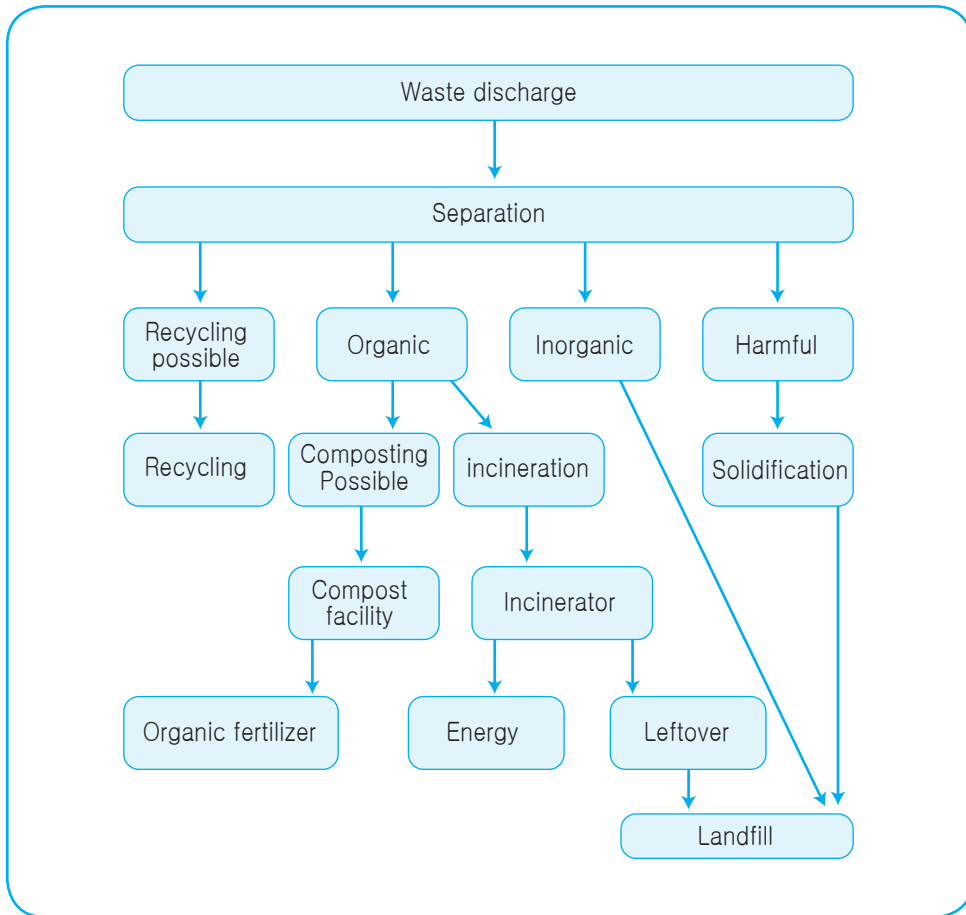 Waste discharge
Separation
Recycling
possible
Organic
Inorganic
Harmful
Recycling
Composting
Possible
incineration
Solidification
Compost
facility
Incinerator
Organic fertilizer
Energy
Leftover
Landfill